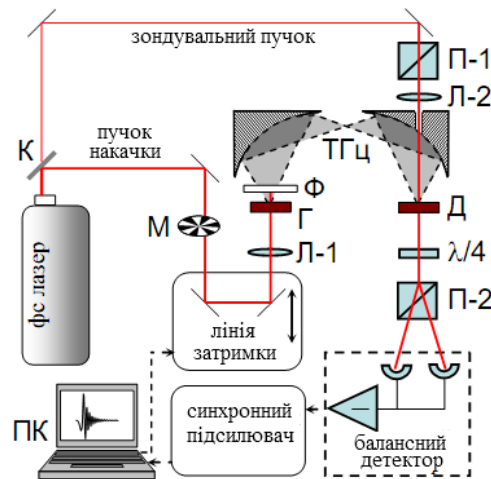 зондувальний пучок
П-1
Л-2
пучок
накачки
К
ТГц
Ф
Г
Д
М
Л-1
λ/4
П-2
фс лазер
лінія
затримки
ПК
синхронний
підсилювач
балансний
детектор